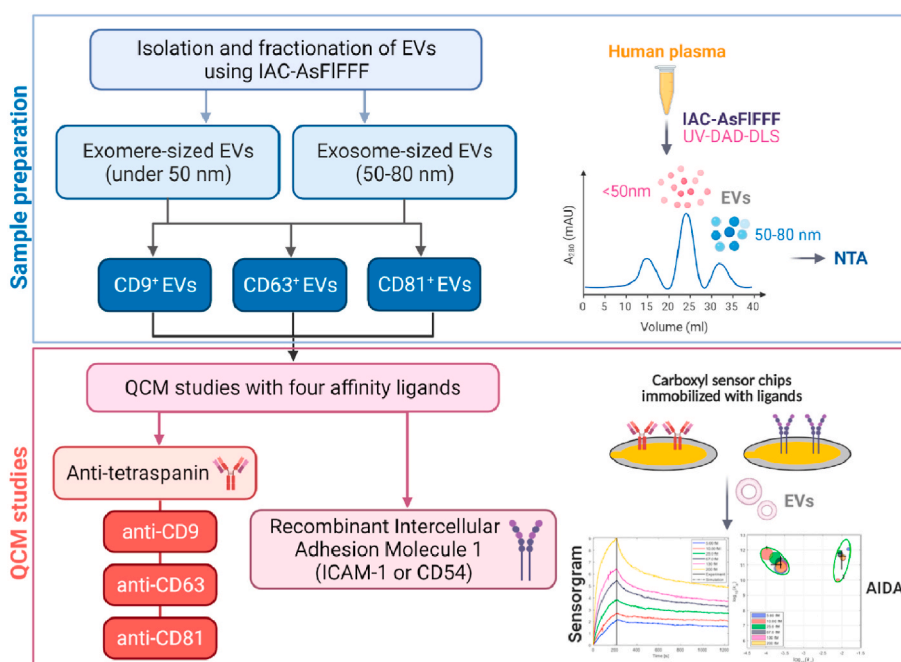 Sample preparation
Isolation and fractionation of EVs
using IAC-AsFlFFF
Exomere-sized EVs
(under 50 nm)
Exosome-sized EVs
(50-80 nm)
CD9⁺ EVs
CD63⁺ EVs
CD81⁺ EVs
Human plasma
IAC-AsFlFFF
UV-DAD-DLS
<50nm
EVs
50-80 nm
NTA
A₂₈₀ (mAU)
0 5 10 15 20 25 30 35 40
Volume (ml)
QCM studies
QCM studies with four affinity ligands
Anti-tetraspanin
anti-CD9
anti-CD63
anti-CD81
Recombinant Intercellular
Adhesion Molecule 1
(ICAM-1 or CD54)
Carboxyl sensor chips
immobilized with ligands
EVs
Sensorgram
Time [s]
AIDA